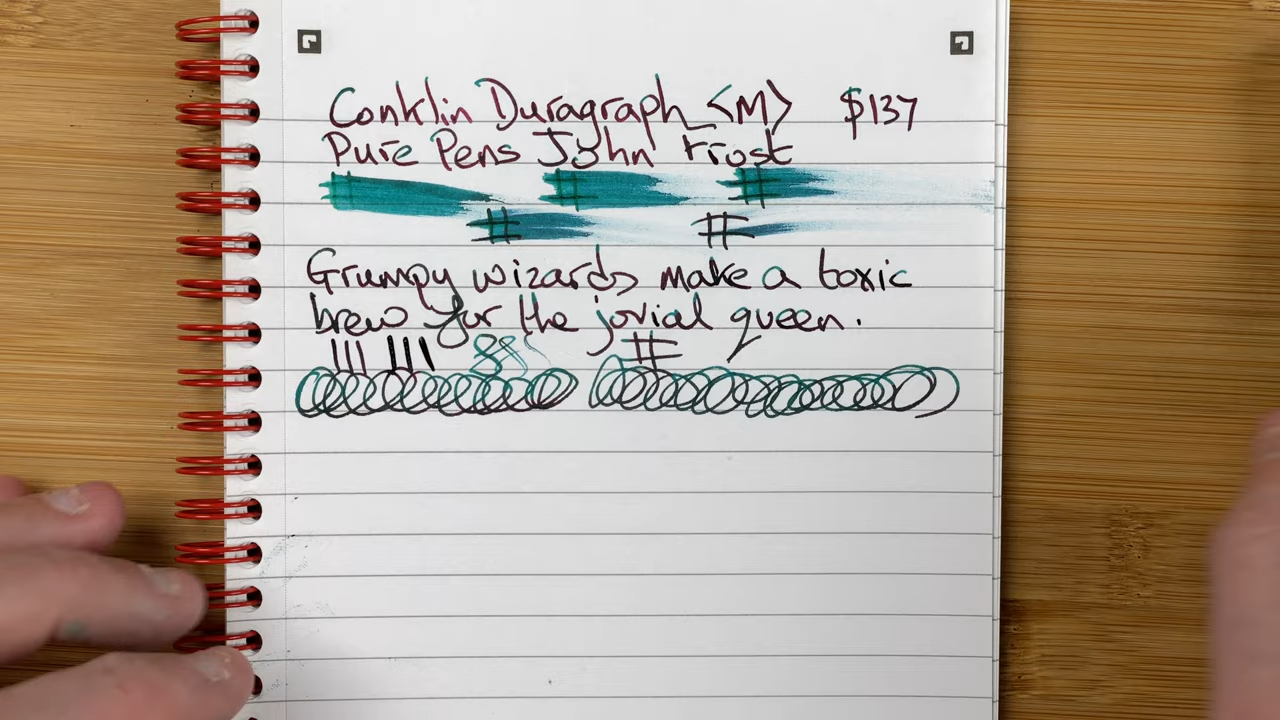 Conklin Duragraph <M> $137
Pure Pens John Frost
# # #
# #
Grumpy wizards make a toxic
brew for the jovial queen.
#